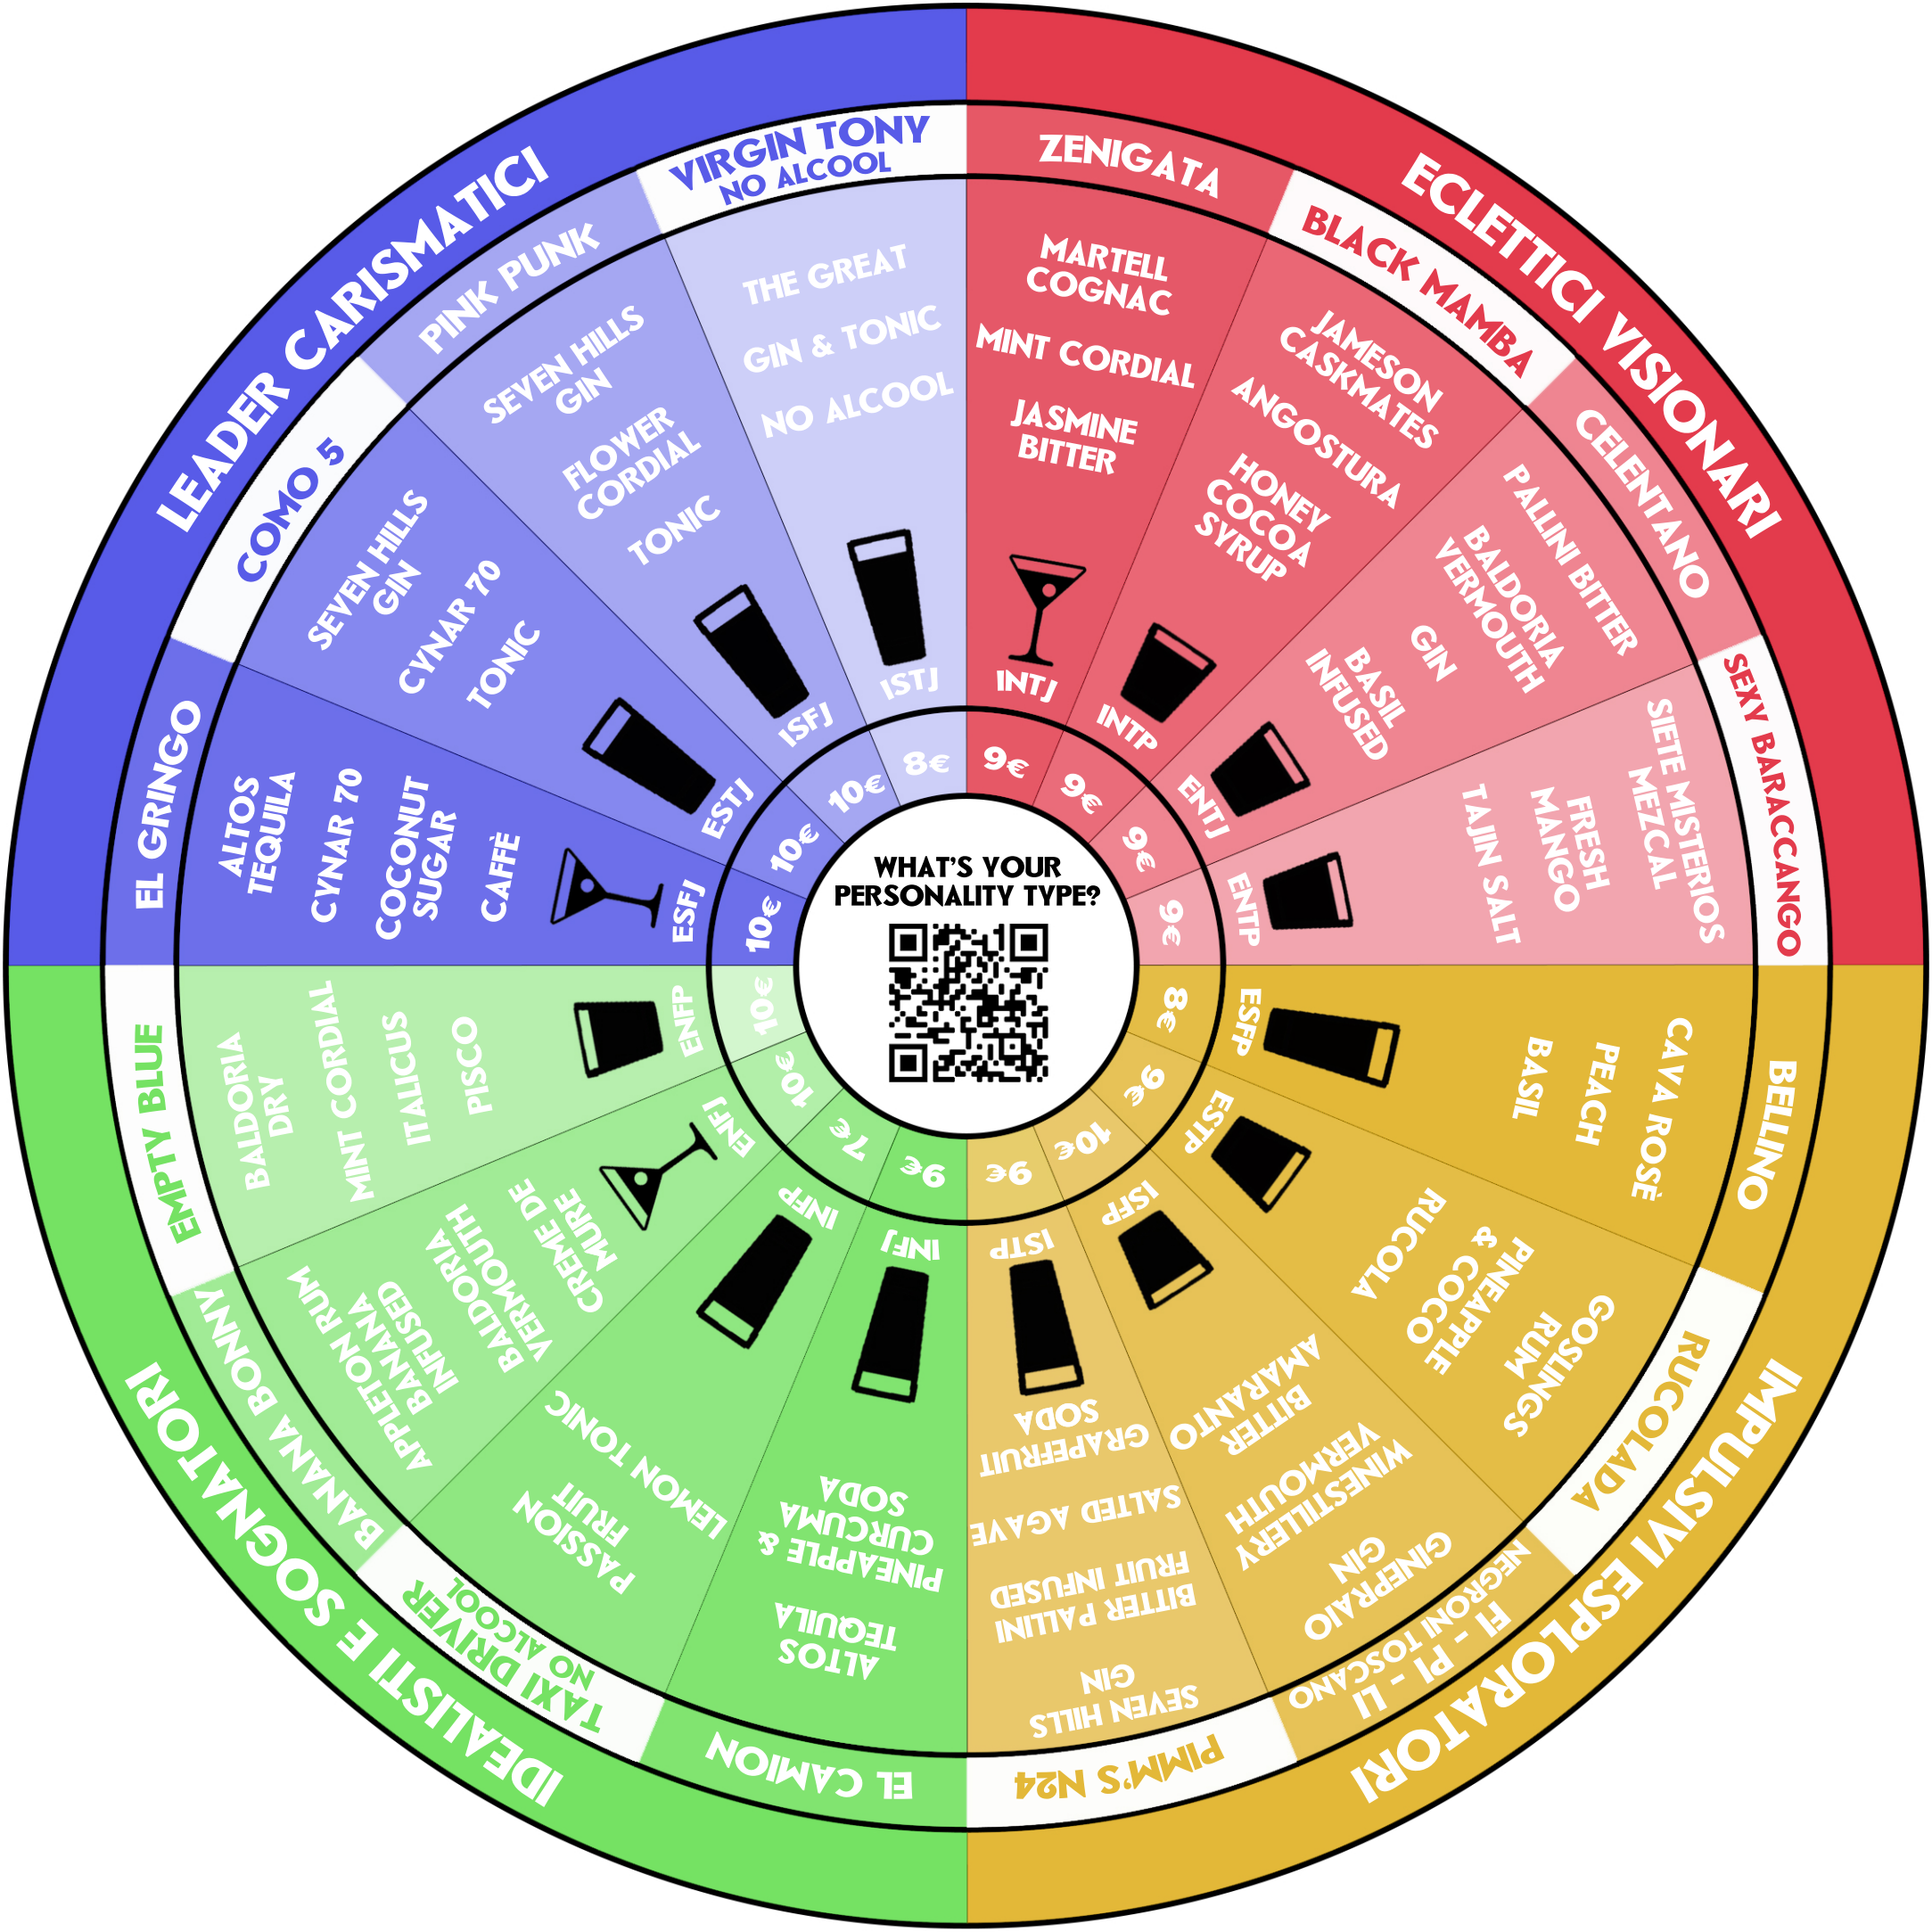 LEADER CARISMATICI
ECLETTICI VISIONARI
IMPULSIVI ESPLORATORI
IDEALISTI E SOGNATORI
WHAT'S YOUR
PERSONALITY TYPE?
ZENIGATA
MARTELL
COGNAC
MINT CORDIAL
JASMINE
BITTER
INTJ
9€
BLACK MAMBA
JAMESON
CASKMATES
ANGOSTURA
HONEY
COCOA
SYRUP
INTP
9€
CELENTANO
PALLINI BITTER
BALDORIA
VERMOUTH
GIN
BASIL
INFUSED
ENTJ
9€
SEXY BARACCANGO
SIETE MISTERIOS
MEZCAL
FRESH
MANGO
TAJIN SALT
ENTP
9€
BELLINO
CAVA ROSÈ
PEACH
BASIL
ESFP
8€
RUCOLADA
GOSLINGS
RUM
PINEAPPLE
& COCCO
RUCOLA
ESTP
9€
FI - PI - LI
NEGRONI TOSCANO
GINEPRAIO
GIN
WINESTILLERY
VERMOUTH
BITTER
AMARANTO
ISFP
10€
PIMM'S N24
SEVEN HILLS
GIN
BITTER PALLINI
FRUIT INFUSED
SALTED AGAVE
GRAPEFRUIT
SODA
ISTP
9€
EL CAMION
ALTOS
TEQUILA
PINEAPPLE &
CURCUMA
SODA
INFJ
9€
TAXI DRIVER
NO ALCOOL
PASSION
FRUIT
LEMON TONIC
INFP
7€
BANAMA BONNY
APPLETON RUM
BANANA
INFUSED
BALDORIA
VERMOUTH
CREME DE
MURE
ENFJ
10€
EMPTY BLUE
BALDORIA
DRY
MINT CORDIAL
ITALICUS
PISCO
ENFP
10€
EL GRINGO
ALTOS
TEQUILA
CYNAR 70
COCCONUT
SUGAR
CAFFÈ
ESFJ
10€
COMO 5
SEVEN HILLS
GIN
CYNAR 70
TONIC
ESTJ
10€
PINK PUNK
SEVEN HILLS
GIN
FLOWER
CORDIAL
TONIC
ISFJ
10€
VIRGIN TONY
NO ALCOOL
THE GREAT
GIN & TONIC
NO ALCOOL
ISTJ
8€